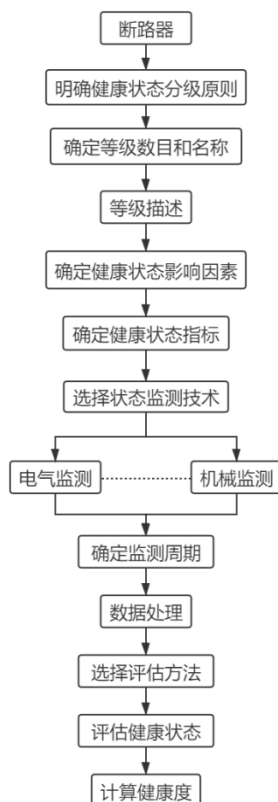 断路器
明确健康状态分级原则
确定等级数目和名称
等级描述
确定健康状态影响因素
确定健康状态指标
选择状态监测技术
电气监测
机械监测
确定监测周期
数据处理
选择评估方法
评估健康状态
计算健康度